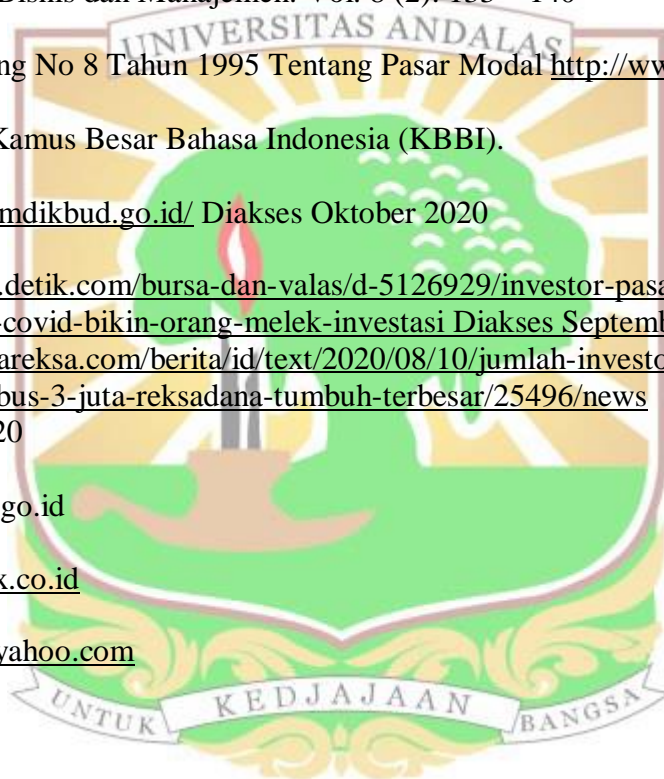 Bisnis dan Manajemen. Vol. 8 (2): 133 – 140
UNIVERSITAS ANDALAS
ng No 8 Tahun 1995 Tentang Pasar Modal http://ww
Kamus Besar Bahasa Indonesia (KBBI).
mdikbud.go.id/ Diakses Oktober 2020
.detik.com/bursa-dan-valas/d-5126929/investor-pasa
-covid-bikin-orang-melek-investasi Diakses Septemb
areksa.com/berita/id/text/2020/08/10/jumlah-investo
bus-3-juta-reksadana-tumbuh-terbesar/25496/news
20
go.id
x.co.id
yahoo.com
UNTUK KEDJAJAAN BANGSA